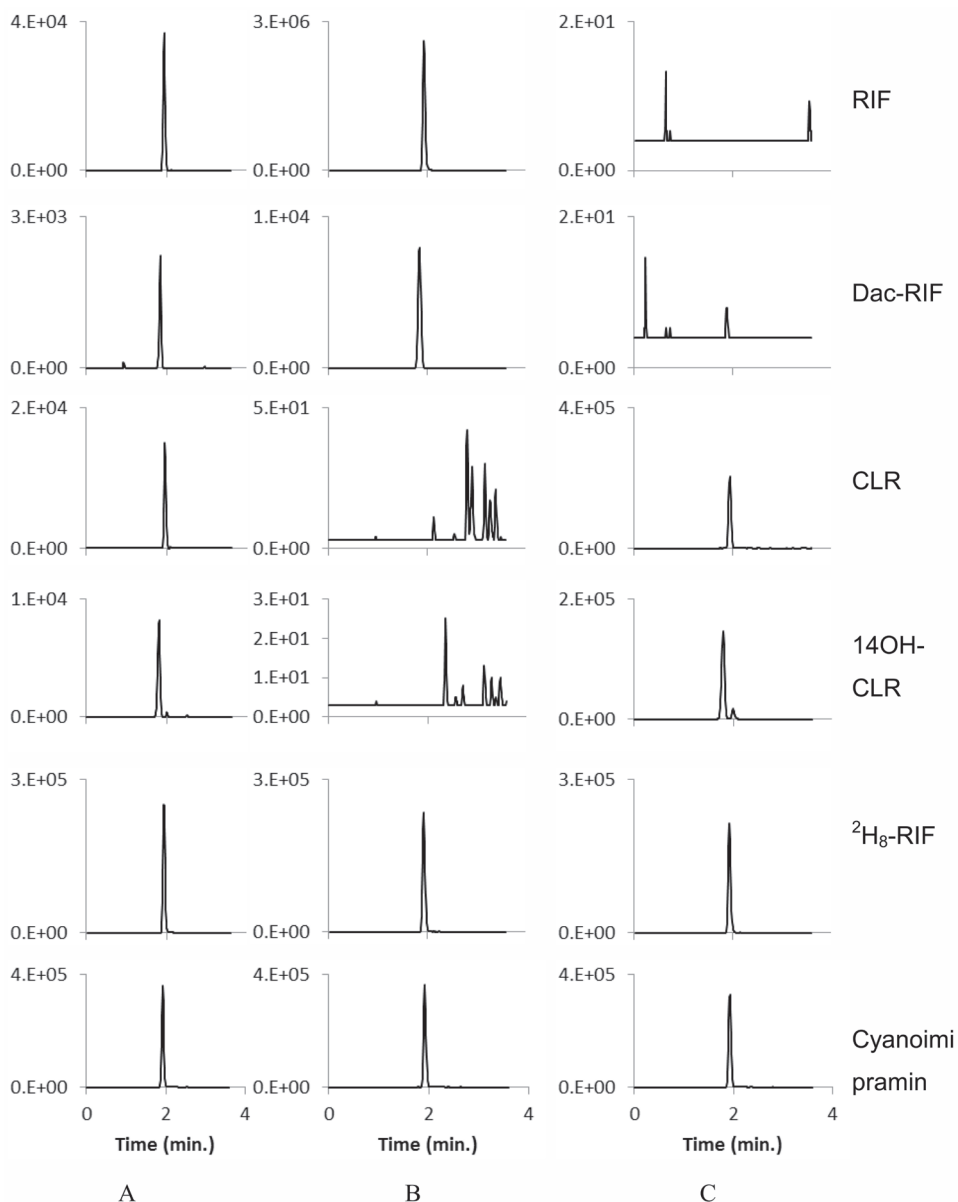 4.E+04
0.E+00
3.E+06
0.E+00
2.E+01
0.E+00
RIF
3.E+03
0.E+00
1.E+04
0.E+00
2.E+01
0.E+00
Dac-RIF
2.E+04
0.E+00
5.E+01
0.E+00
4.E+05
0.E+00
CLR
1.E+04
0.E+00
3.E+01
2.E+01
1.E+01
0.E+00
2.E+05
0.E+00
14OH-
CLR
3.E+05
0.E+00
3.E+05
0.E+00
3.E+05
0.E+00
²H₈-RIF
4.E+05
0.E+00
4.E+05
0.E+00
4.E+05
0.E+00
Cyanoimi
pramin
0 2 4
0 2 4
0 2 4
Time (min.)
Time (min.)
Time (min.)
A
B
C